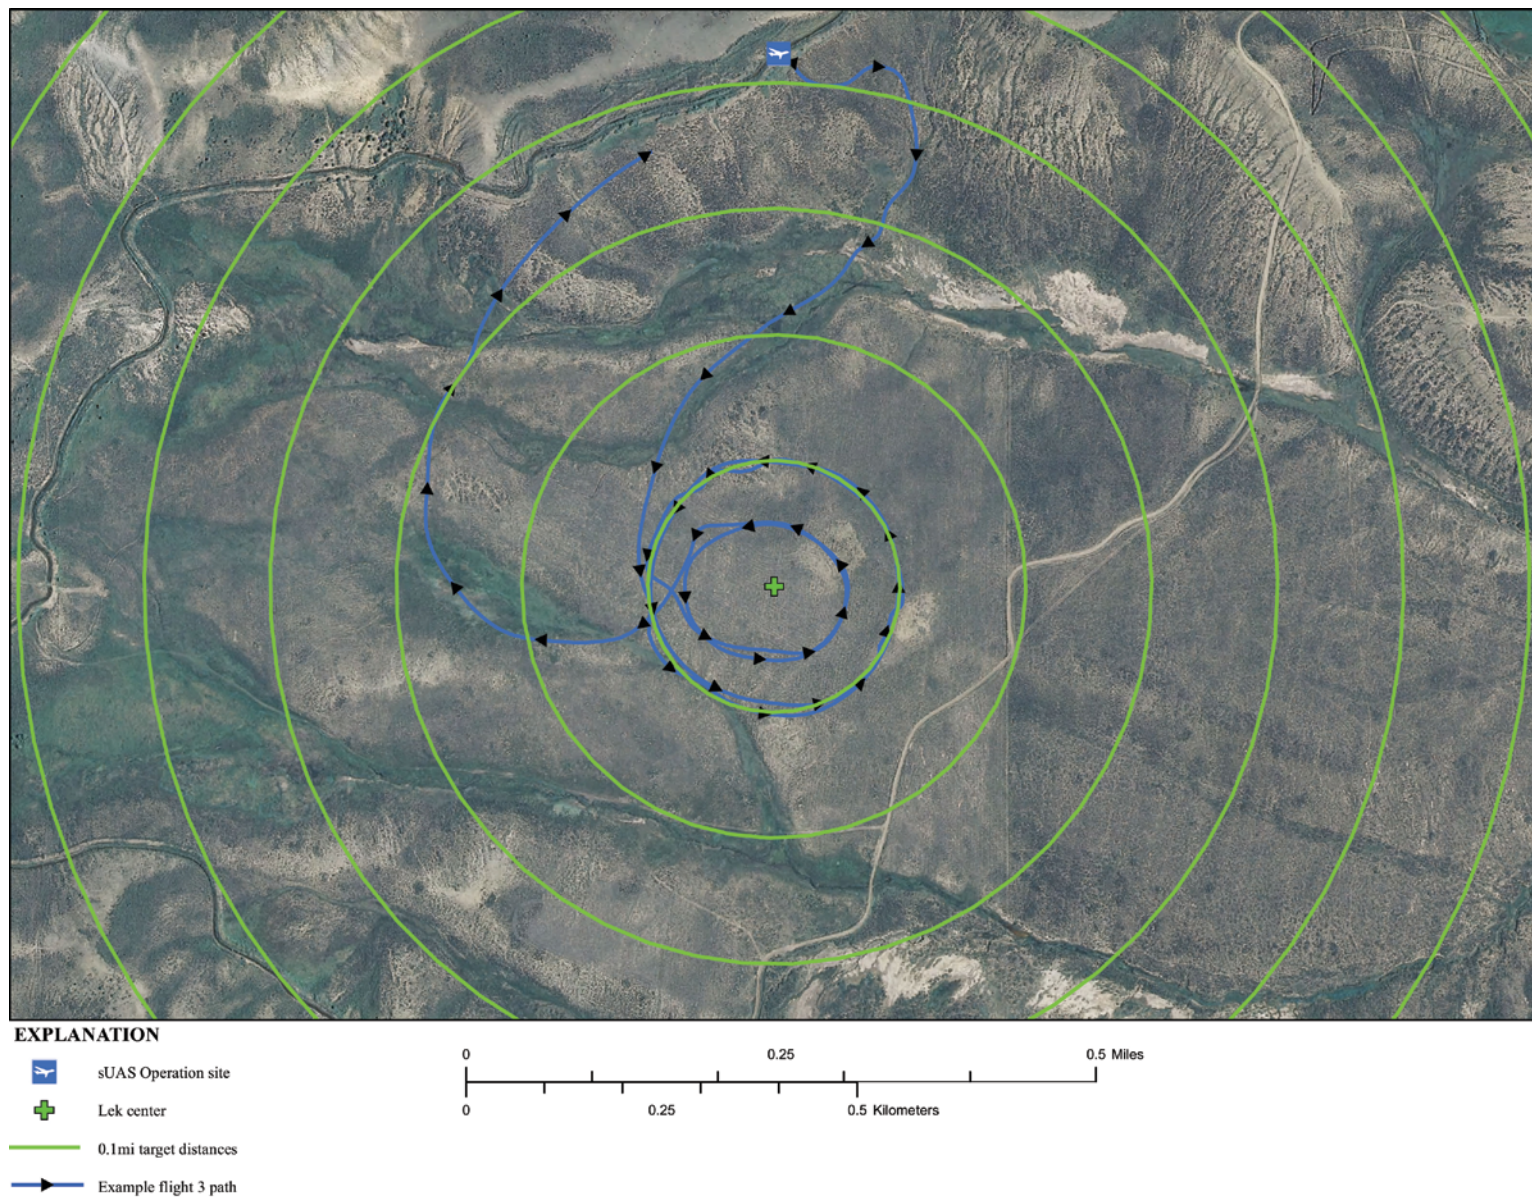 EXPLANATION
sUAS Operation site
Lek center
0.1mi target distances
Example flight 3 path
0 0.25 0.5 Miles
0 0.25 0.5 Kilometers